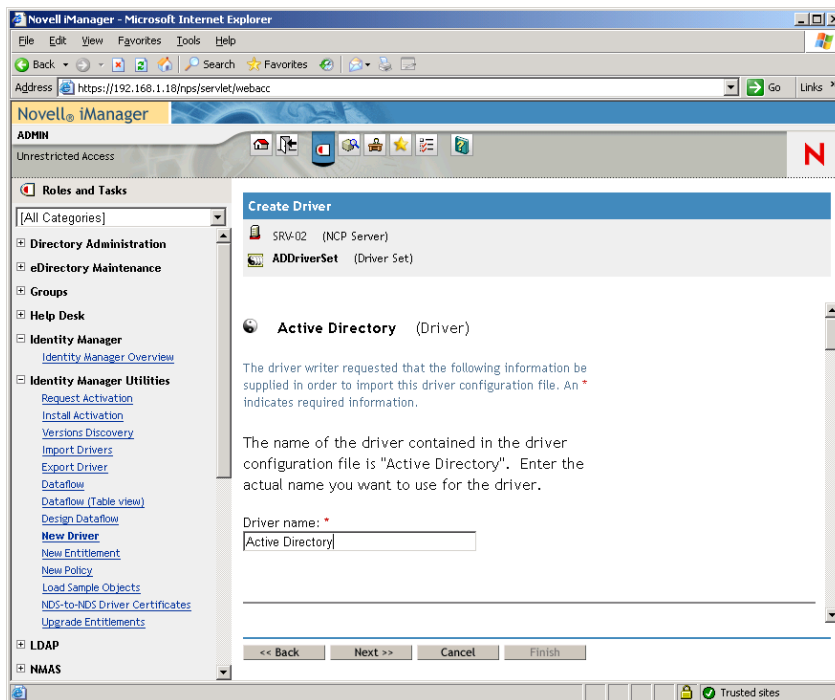 Novell iManager - Microsoft Internet Explorer
File Edit View Favorites Tools Help
Back Search Favorites
Address https://192.168.1.18/nps/servlet/webacc Go Links
Novell® iManager
ADMIN
Unrestricted Access
N
Roles and Tasks
[All Categories]
Directory Administration
eDirectory Maintenance
Groups
Help Desk
Identity Manager
Identity Manager Overview
Identity Manager Utilities
Request Activation
Install Activation
Versions Discovery
Import Drivers
Export Driver
Dataflow
Dataflow (Table view)
Design Dataflow
New Driver
New Entitlement
New Policy
Load Sample Objects
NDS-to-NDS Driver Certificates
Upgrade Entitlements
LDAP
NMAS
Create Driver
SRV-02 (NCP Server)
ADDriverSet (Driver Set)
Active Directory (Driver)
The driver writer requested that the following information be
supplied in order to import this driver configuration file. An *
indicates required information.
The name of the driver contained in the driver
configuration file is "Active Directory". Enter the
actual name you want to use for the driver.
Driver name: *
Active Directory
<< Back Next >> Cancel Finish
Trusted sites